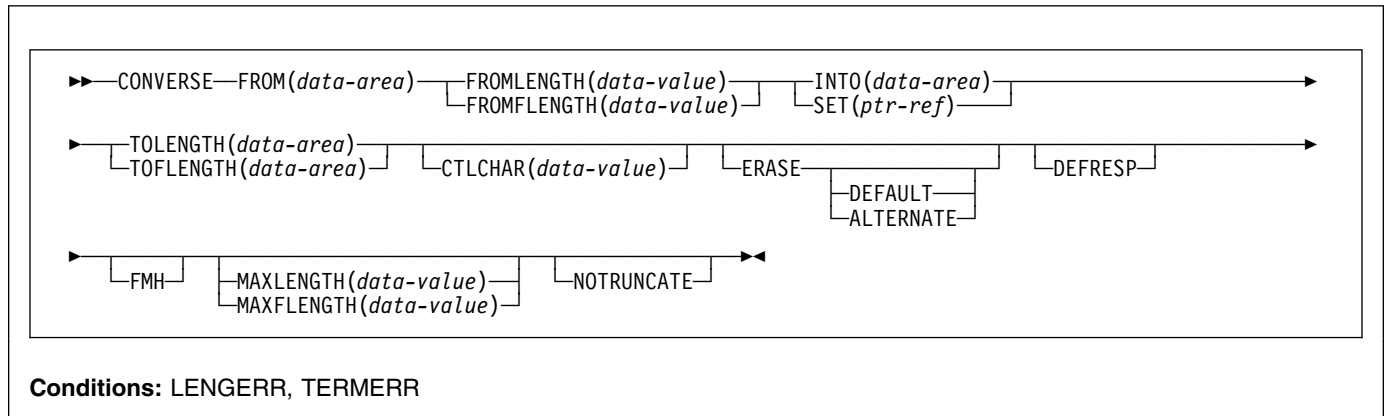 CONVERSE FROM(data-area) FROMLENGTH(data-value) INTO(data-area)
FROMFLENGTH(data-value) SET(ptr-ref)
TOLENGTH(data-area)
TOFLENGTH(data-area) CTLCHAR(data-value) ERASE DEFRESP
DEFAULT
ALTERNATE
FMH MAXLENGTH(data-value) NOTRUNCATE
MAXFLENGTH(data-value)
Conditions: LENGERR, TERMERR